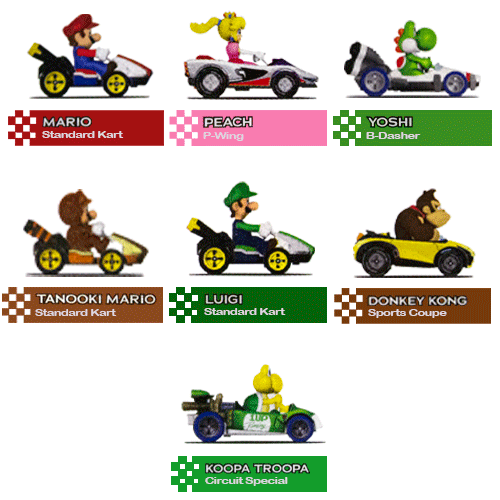 MARIO
Standard Kart
PEACH
P-Wing
YOSHI
B-Dasher
TANOOKI MARIO
Standard Kart
LUIGI
Standard Kart
DONKEY KONG
Sports Coupe
KOOPA TROOPA
Circuit Special